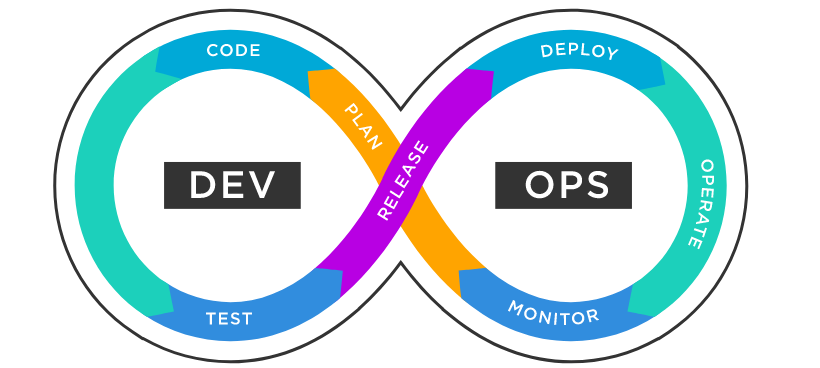 CODE
DEPLOY
PLAN
DEV
RELEASE
OPS
OPERATE
TEST
MONITOR